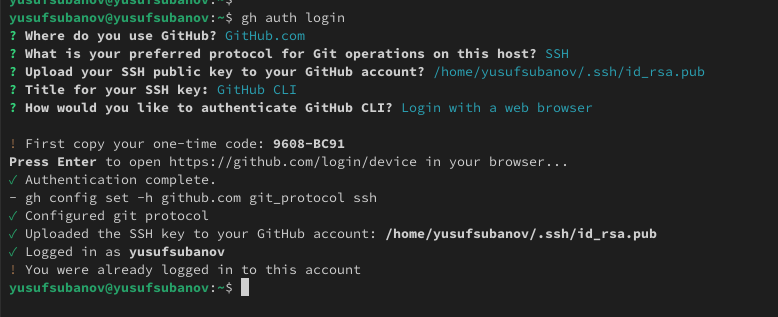 yusufsubanov@yusufsubanov:~$ gh auth login
? Where do you use GitHub? GitHub.com
? What is your preferred protocol for Git operations on this host? SSH
? Upload your SSH public key to your GitHub account? /home/yusufsubanov/.ssh/id_rsa.pub
? Title for your SSH key: GitHub CLI
? How would you like to authenticate GitHub CLI? Login with a web browser
! First copy your one-time code: 9608-BC91
Press Enter to open https://github.com/login/device in your browser...
✓ Authentication complete.
- gh config set -h github.com git_protocol ssh
✓ Configured git protocol
✓ Uploaded the SSH key to your GitHub account: /home/yusufsubanov/.ssh/id_rsa.pub
✓ Logged in as yusufsubanov
! You were already logged in to this account
yusufsubanov@yusufsubanov:~$